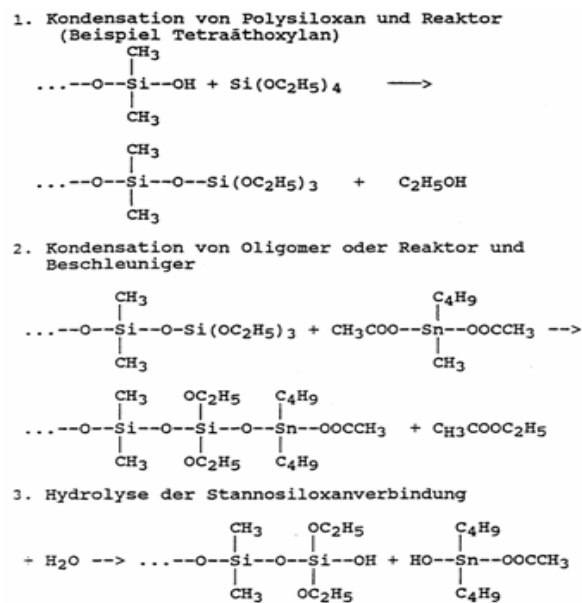 1. Kondensation von Polysiloxan und Reaktor
(Beispiel Tetraäthoxylan)
CH3
...--O--Si--OH + Si(OC2H5)4 ——>
CH3
CH3
...--O--Si--O--Si(OC2H5)3 + C2H5OH
CH3
2. Kondensation von Oligomer oder Reaktor und
Beschleuniger
CH3 C4H9
...--O--Si--O--Si(OC2H5)3 + CH3COO--Sn--OOCCH3 -->
CH3 CH3
CH3 OC2H5 C4H9
...--O--Si--O--Si--O--Sn--OOCCH3 + CH3COOC2H5
CH3 OC2H5 C4H9
3. Hydrolyse der Stannosiloxanverbindung
CH3 OC2H5 C4H9
+ H2O --> ...--O--Si--O--Si--OH + HO--Sn--OOCCH3
CH3 OC2H5 C4H9